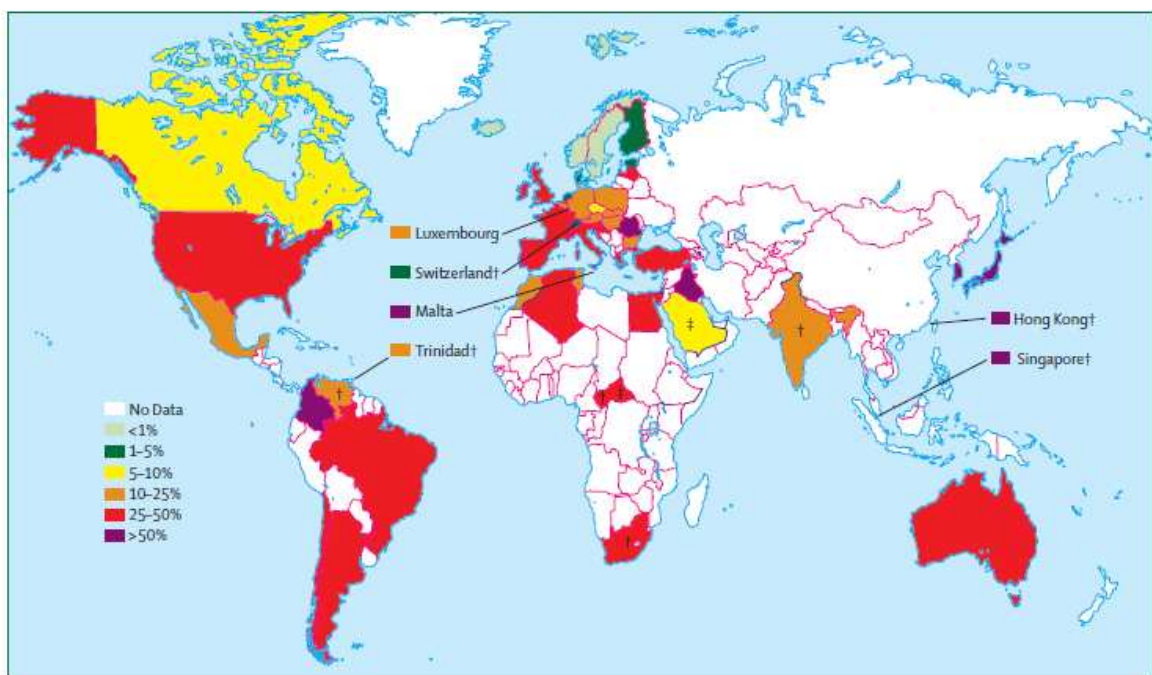 Luxembourg
Switzerland†
Malta
Trinidad†
Hong Kong†
Singapore†
‡
†
†
†
‡
†
No Data
<1%
1–5%
5–10%
10–25%
25–50%
>50%